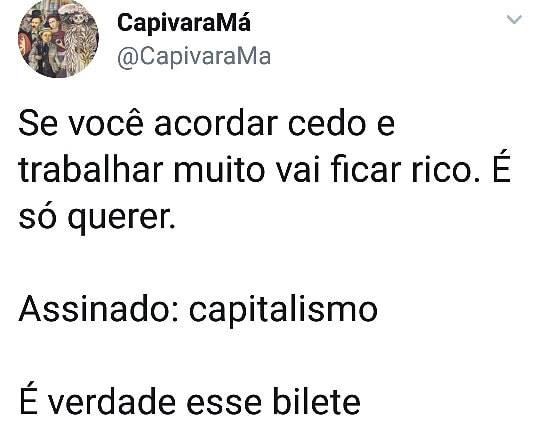 CapivaraMá
@CapivaraMa
Se você acordar cedo e
trabalhar muito vai ficar rico. É
só querer.
Assinado: capitalismo
É verdade esse bilete